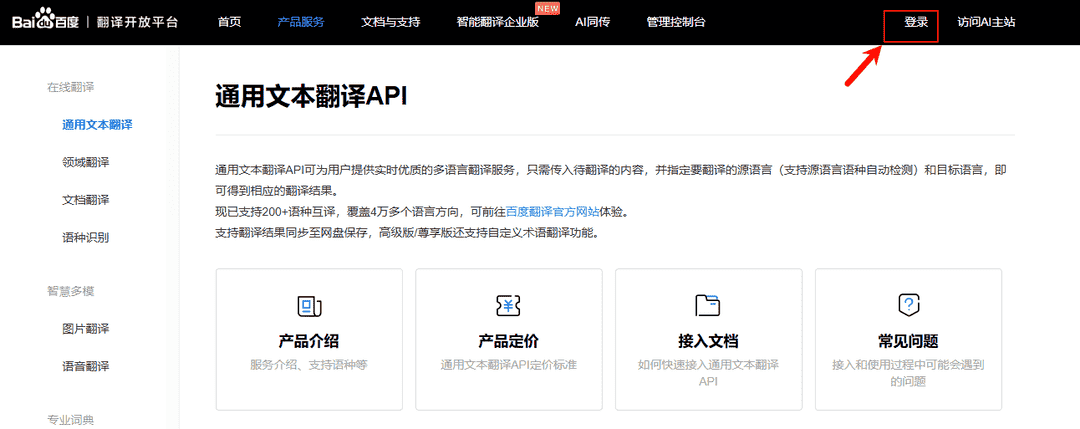 Bai du 百度 | 翻译开放平台
首页
产品服务
文档与支持
智能翻译企业版
NEW
AI同传
管理控制台
登录
访问AI主站
在线翻译
通用文本翻译
领域翻译
文档翻译
语种识别
智慧多模
图片翻译
语音翻译
专业词典
通用文本翻译API
通用文本翻译API可为用户提供实时优质的多语言翻译服务，只需传入待翻译的内容，并指定要翻译的源语言（支持源语言语种自动检测）和目标语言，即
可得到相应的翻译结果。
现已支持200+语种互译，覆盖4万多个语言方向，可前往百度翻译官方网站体验。
支持翻译结果同步至网盘保存，高级版/尊享版还支持自定义术语翻译功能。
产品介绍
服务介绍、支持语种等
产品定价
通用文本翻译API定价标准
接入文档
如何快速接入通用文本翻译
API
常见问题
接入和使用过程中可能会遇到
的问题